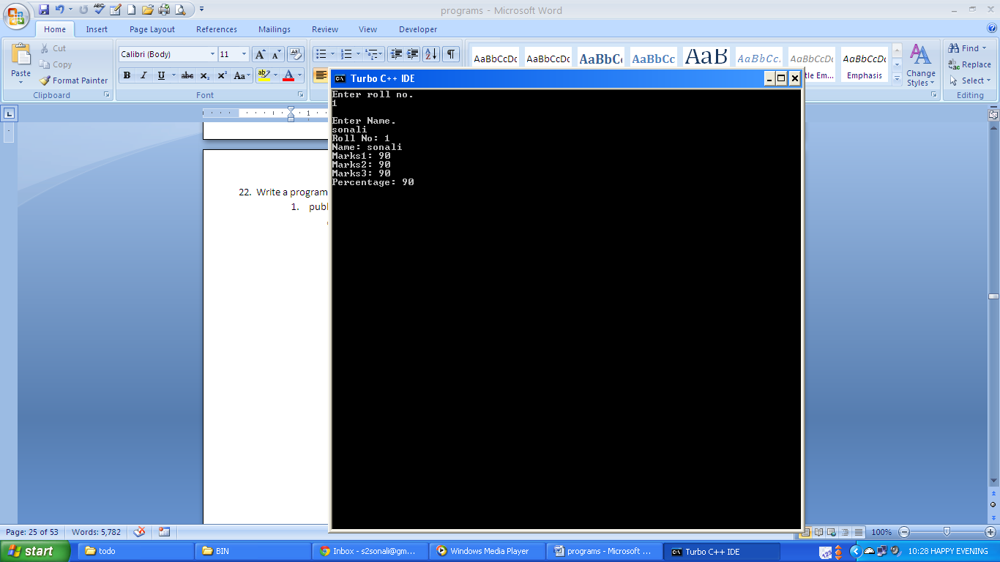 programs - Microsoft Word
Home Insert Page Layout References Mailings Review View Developer
Cut
Copy
Format Painter
Paste
Clipboard
Calibri (Body) 11
Font
AaBbCcDc AaBbCcDc AaBbCc AaBbCc AaB AaBbCc. AaBbCcDc AaBbCcDc
tle Em... Emphasis
Change Styles
Find
Replace
Select
Editing
Turbo C++ IDE
Enter roll no.
1
Enter Name.
sonali
Roll No: 1
Name: sonali
Marks1: 90
Marks2: 90
Marks3: 90
Percentage: 90
1
22. Write a program
1. publ
Page: 25 of 53 Words: 5,782 100%
start todo BIN Inbox - s2sonali@gm... Windows Media Player programs - Microsoft ... Turbo C++ IDE 10:28 HAPPY EVENING